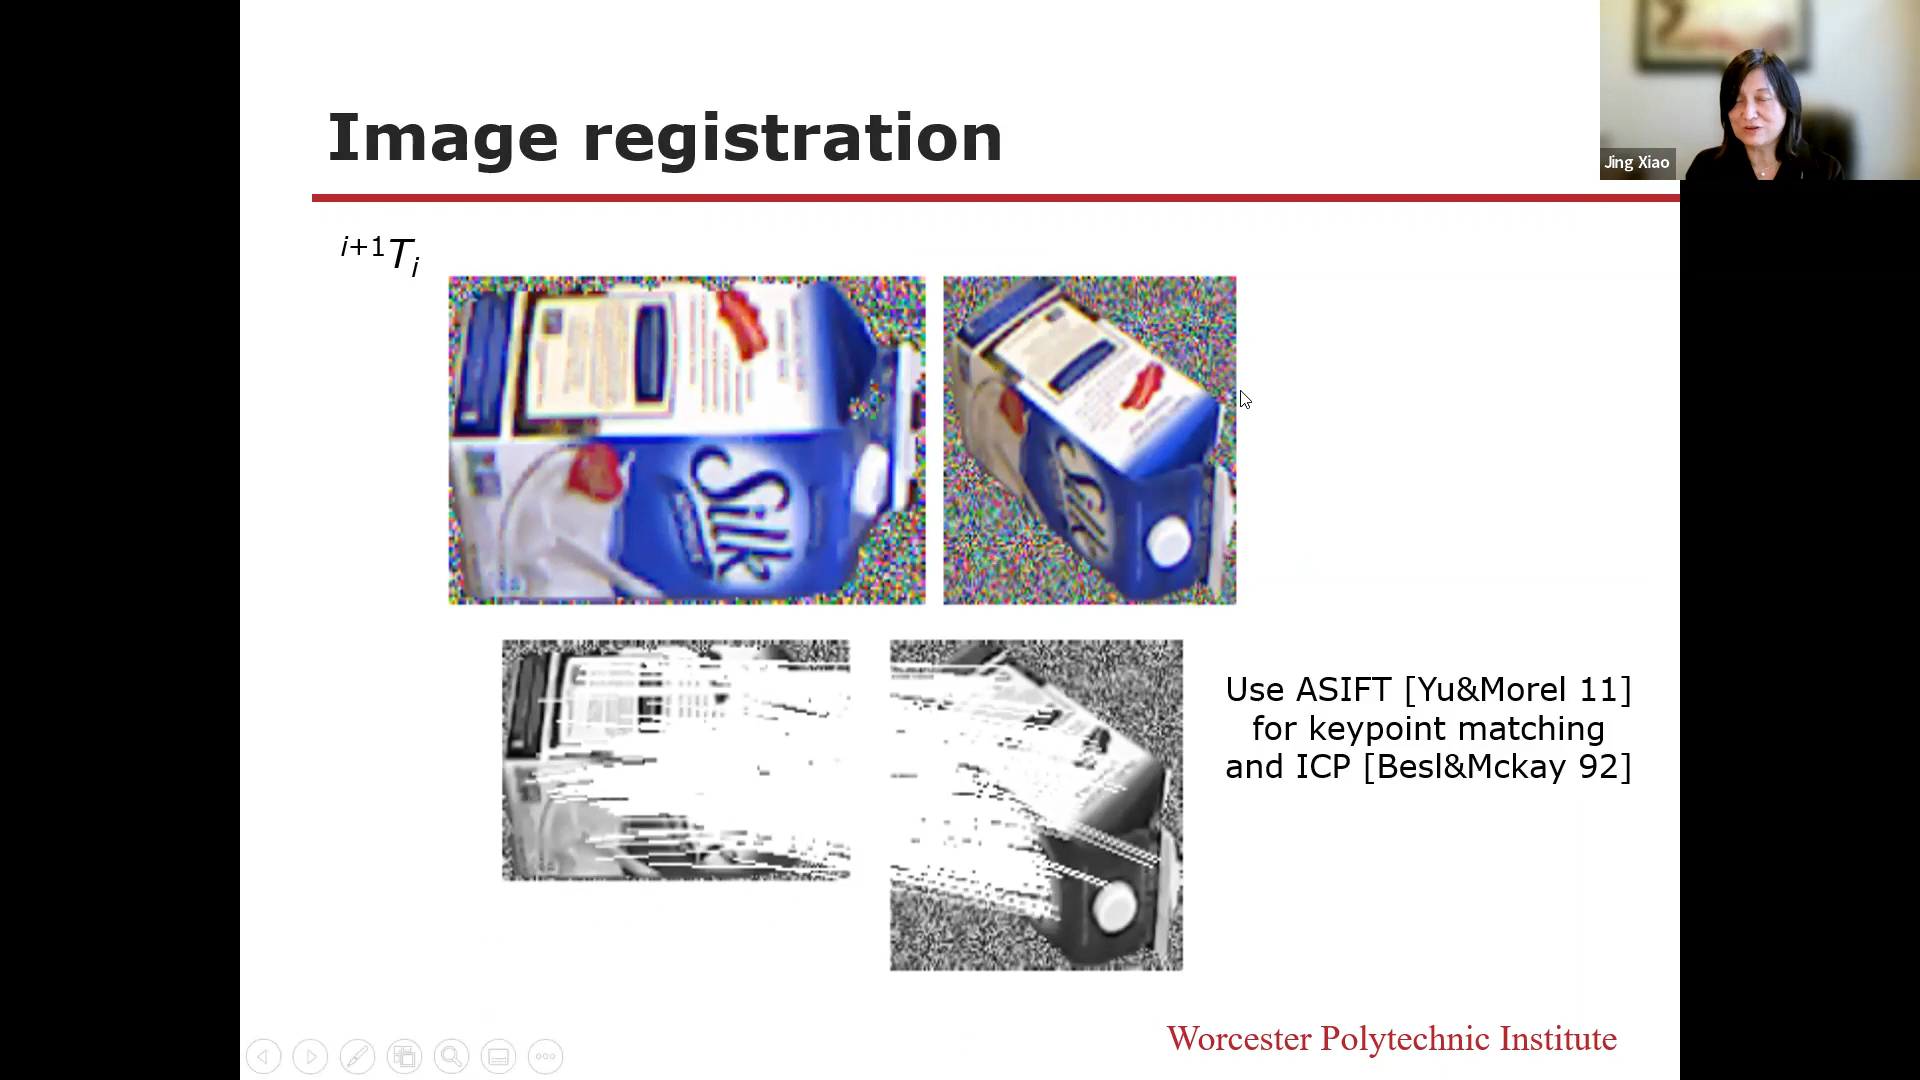 Image registration
Jing Xiao
i+1Ti
Silk
Silk
Use ASIFT [Yu&Morel 11]
for keypoint matching
and ICP [Besl&Mckay 92]
Worcester Polytechnic Institute